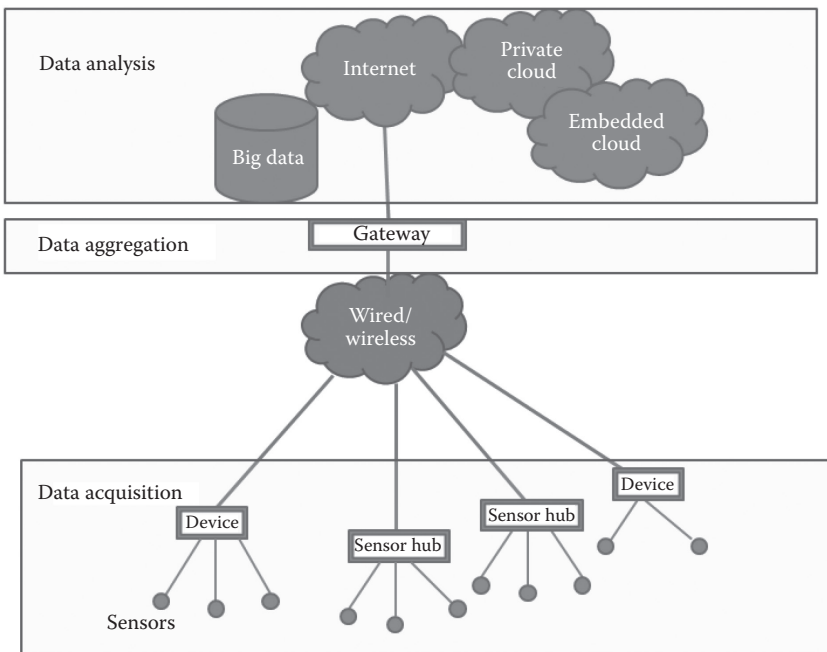 Data analysis
Internet
Private
cloud
Embedded
cloud
Big data
Data aggregation
Gateway
Wired/
wireless
Data acquisition
Device
Device
Sensor hub
Sensor hub
Sensors